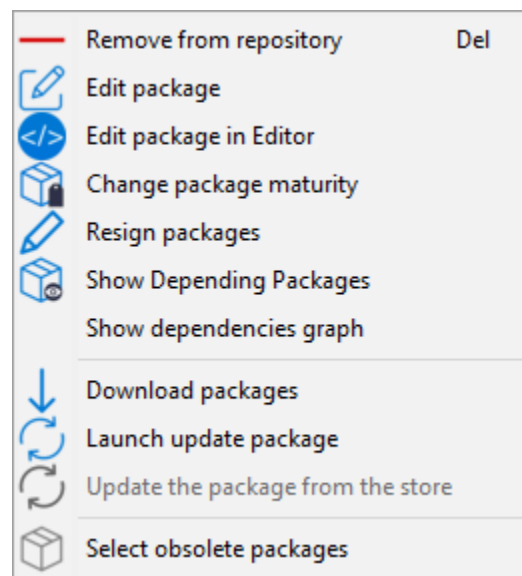 Remove from repository Del
Edit package
</> Edit package in Editor
Change package maturity
Resign packages
Show Depending Packages
Show dependencies graph
Download packages
Launch update package
Update the package from the store
Select obsolete packages